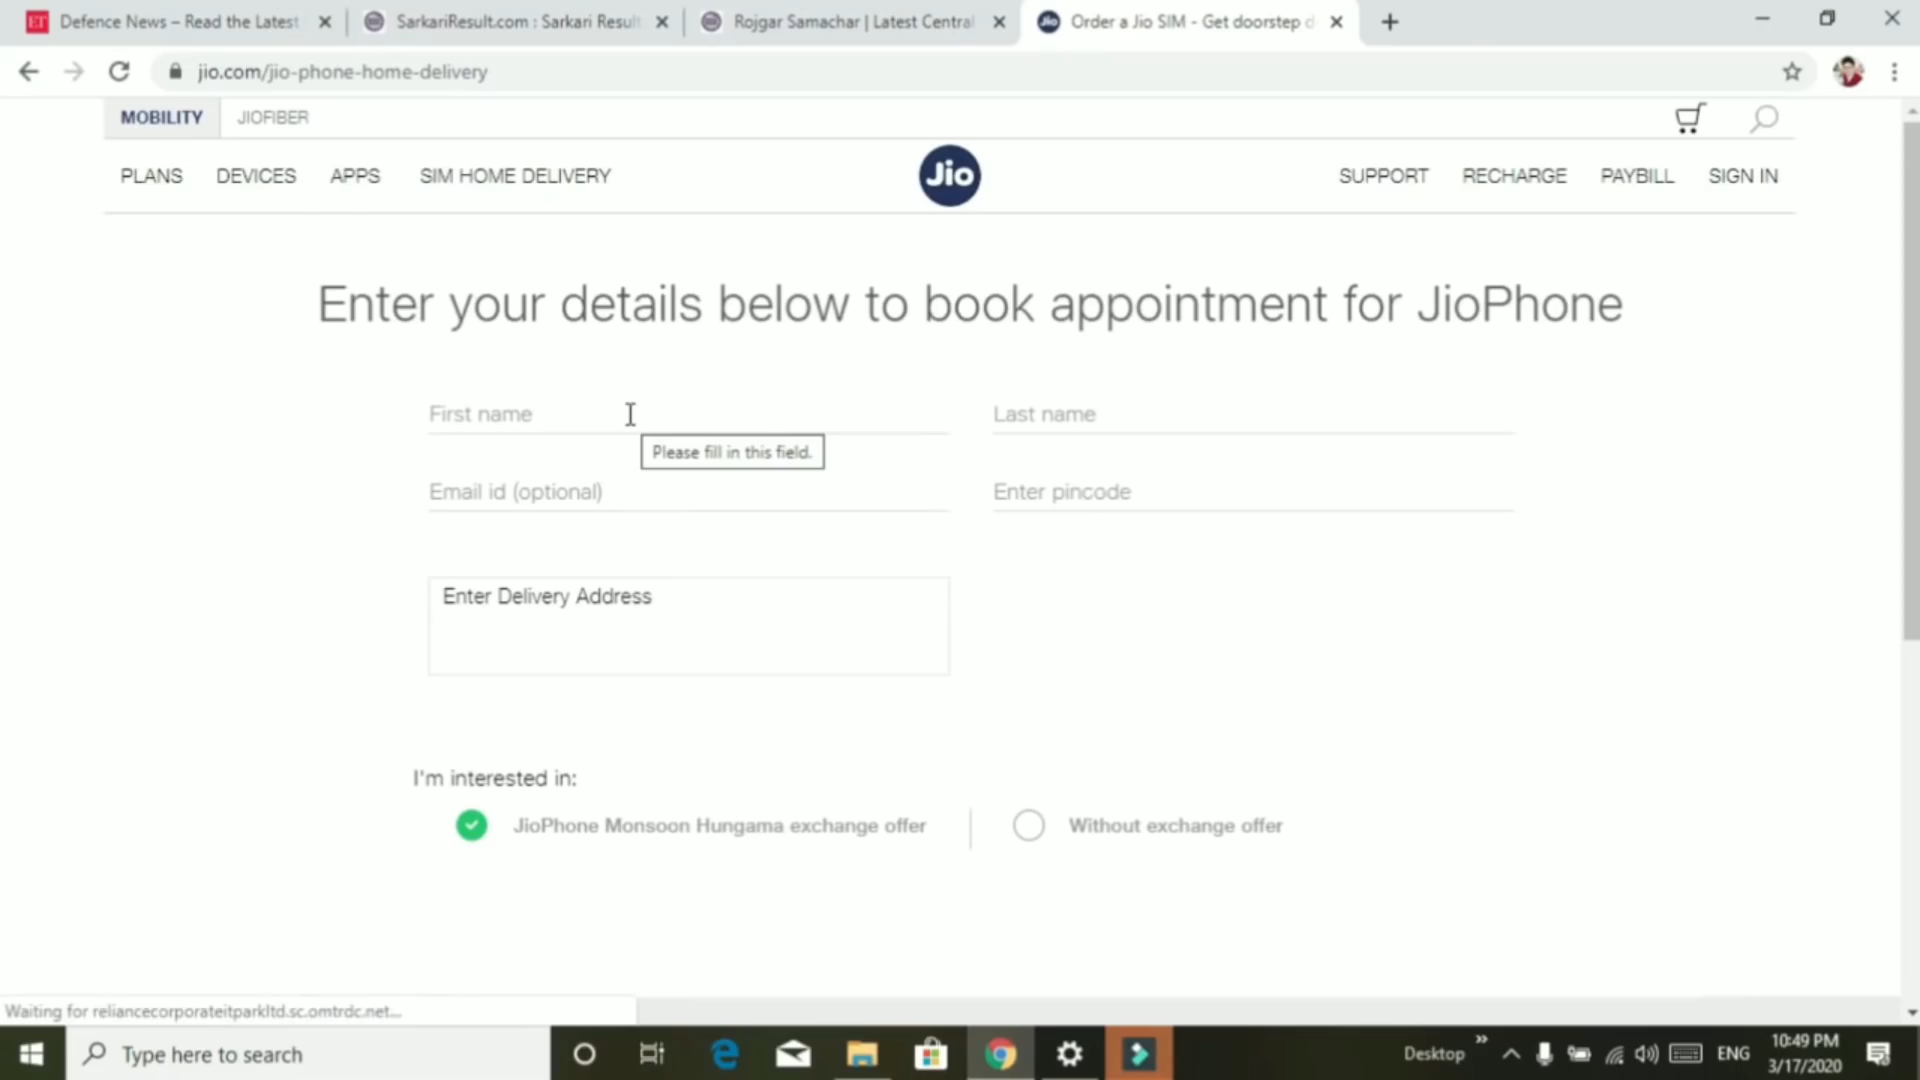 ET Defence News – Read the Latest
SarkariResult.com : Sarkari Result
Rojgar Samachar | Latest Central
Jio Order a Jio SIM - Get doorstep d
jio.com/jio-phone-home-delivery
MOBILITY JIOFIBER
PLANS DEVICES APPS SIM HOME DELIVERY Jio SUPPORT RECHARGE PAYBILL SIGN IN
Enter your details below to book appointment for JioPhone
First name Last name
Please fill in this field.
Email id (optional) Enter pincode
Enter Delivery Address
I'm interested in:
JioPhone Monsoon Hungama exchange offer Without exchange offer
Waiting for reliancecorporateitparkltd.sc.omtrdc.net...
Type here to search Desktop ENG 10:49 PM
3/17/2020